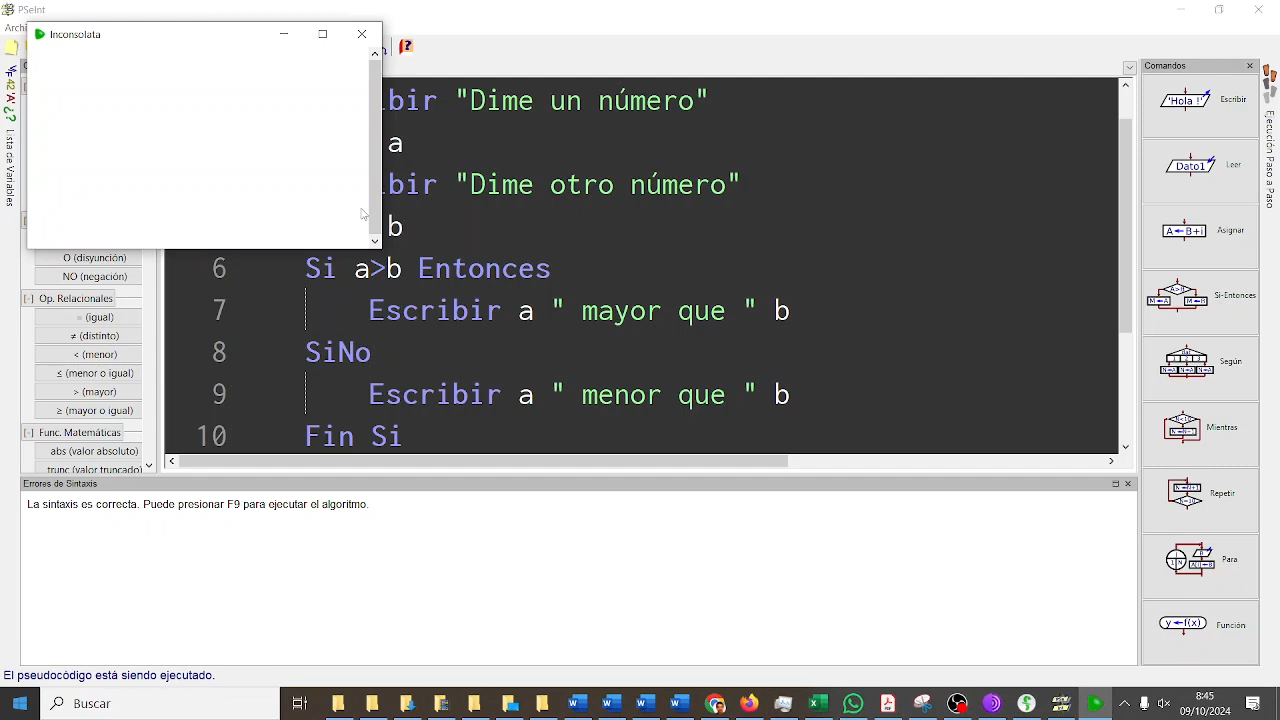 PSeInt
Archi
Inconsolata
Lista de Variables
bir "Dime un número"
a
bir "Dime otro número"
b
6 Si a>b Entonces
7 Escribir a " mayor que " b
8 SiNo
9 Escribir a " menor que " b
10 Fin Si
O (disyunción)
NO (negación)
[-] Op. Relacionales
= (igual)
≠ (distinto)
< (menor)
≤ (menor o igual)
> (mayor)
≥ (mayor o igual)
[-] Func. Matemáticas
abs (valor absoluto)
trunc (valor truncado)
Comandos
'Hola !' Escribir
Dato1 Leer
A ← B+i Asignar
Si-Entonces
Según
Mientras
Repetir
Para
y ←f(x) Función
Ejecución Paso a Paso
Errores de Sintaxis
La sintaxis es correcta. Puede presionar F9 para ejecutar el algoritmo.
El pseudocódigo está siendo ejecutado.
Buscar
8:45
09/10/2024